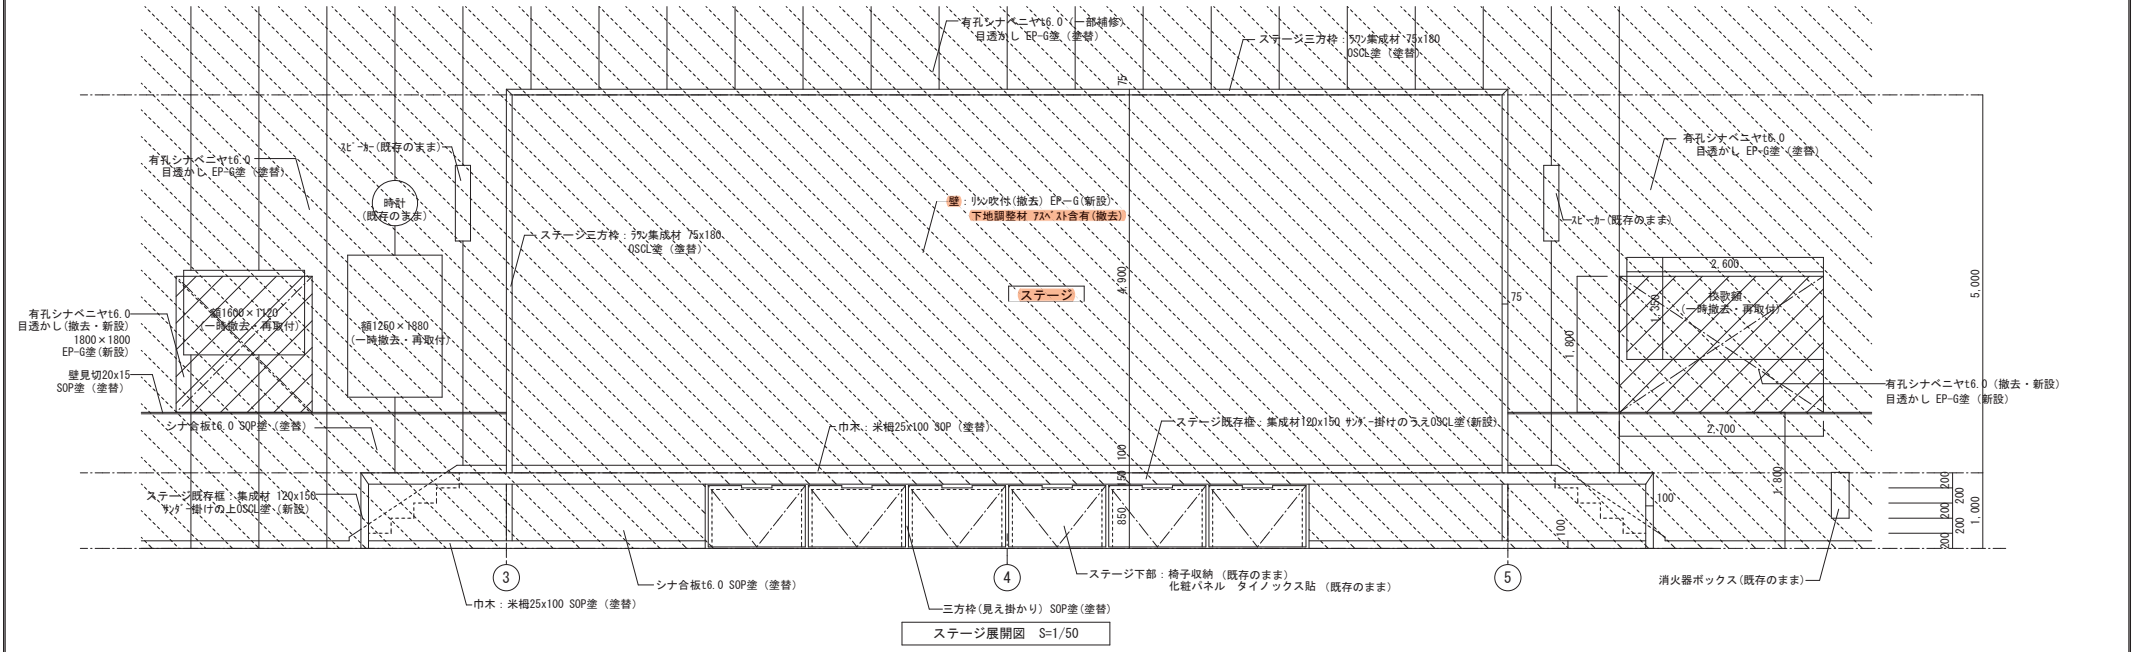 有孔シナベニヤt6.0 (一部補修)
目透かし EP-G塗 (塗替)
ステージ三方枠：ﾗﾜﾝ集成材 75x180
OSCL塗 (塗替)
75
有孔シナベニヤt6.0
目透かし EP-G塗 (塗替)
ｽﾋﾟｰｶｰ(既存のまま)
時計
(既存のまま)
ステージ三方枠：ﾗﾜﾝ集成材 75x180
OSCL塗 (塗替)
壁：ﾘｼﾝ吹付(撤去) EP-G(新設)
下地調整材 ｱｽﾍﾞｽﾄ含有(撤去)
4,900
ステージ
75
有孔シナベニヤt6.0
目透かし EP-G塗 (塗替)
ｽﾋﾟｰｶｰ(既存のまま)
5,000
2,600
校歌額
(一時撤去・再取付)
1,350
1,800
有孔シナベニヤt6.0
目透かし(撤去・新設)
1800×1800
EP-G塗(新設)
額1600×1120
(一時撤去・再取付)
額1250×1880
(一時撤去・再取付)
壁見切20x15
SOP塗 (塗替)
有孔シナベニヤt6.0 (撤去・新設)
目透かし EP-G塗 (新設)
シナ合板t6.0 SOP塗 (塗替)
巾木：米栂25x100 SOP (塗替)
ステージ既存框：集成材120x150 ｻﾝﾀﾞｰ掛けのうえOSCL塗(新設)
2,700
100
50
850
ステージ既存框：集成材 120x150
ｻﾝﾀﾞｰ掛けの上OSCL塗 (新設)
100
100
1,800
200
200
200
200
200
1,000
3
4
5
シナ合板t6.0 SOP塗 (塗替)
巾木：米栂25x100 SOP塗 (塗替)
ステージ下部：椅子収納 (既存のまま)
化粧パネル タイノックス貼 (既存のまま)
三方枠(見え掛かり) SOP塗(塗替)
消火器ボックス(既存のまま)
ステージ展開図 S=1/50